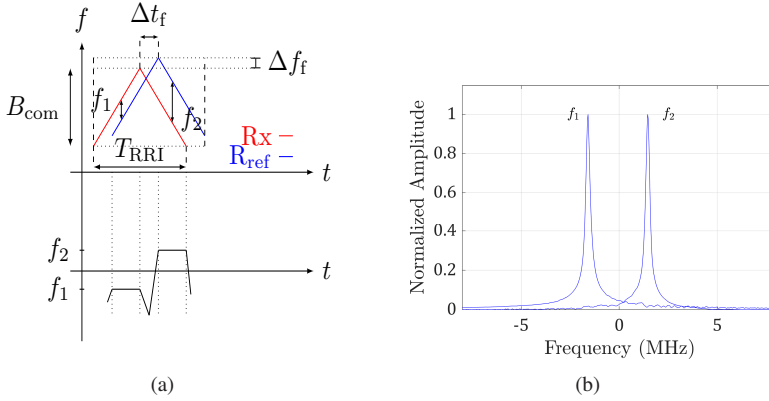 f
Δt_f
Δf_f
B_com
f_1
f_2
Rx
R_ref
T_RRI
t
f_2
t
f_1
(a)
Normalized Amplitude
1
0.8
0.6
0.4
0.2
0
f_1
f_2
-5
0
5
Frequency (MHz)
(b)